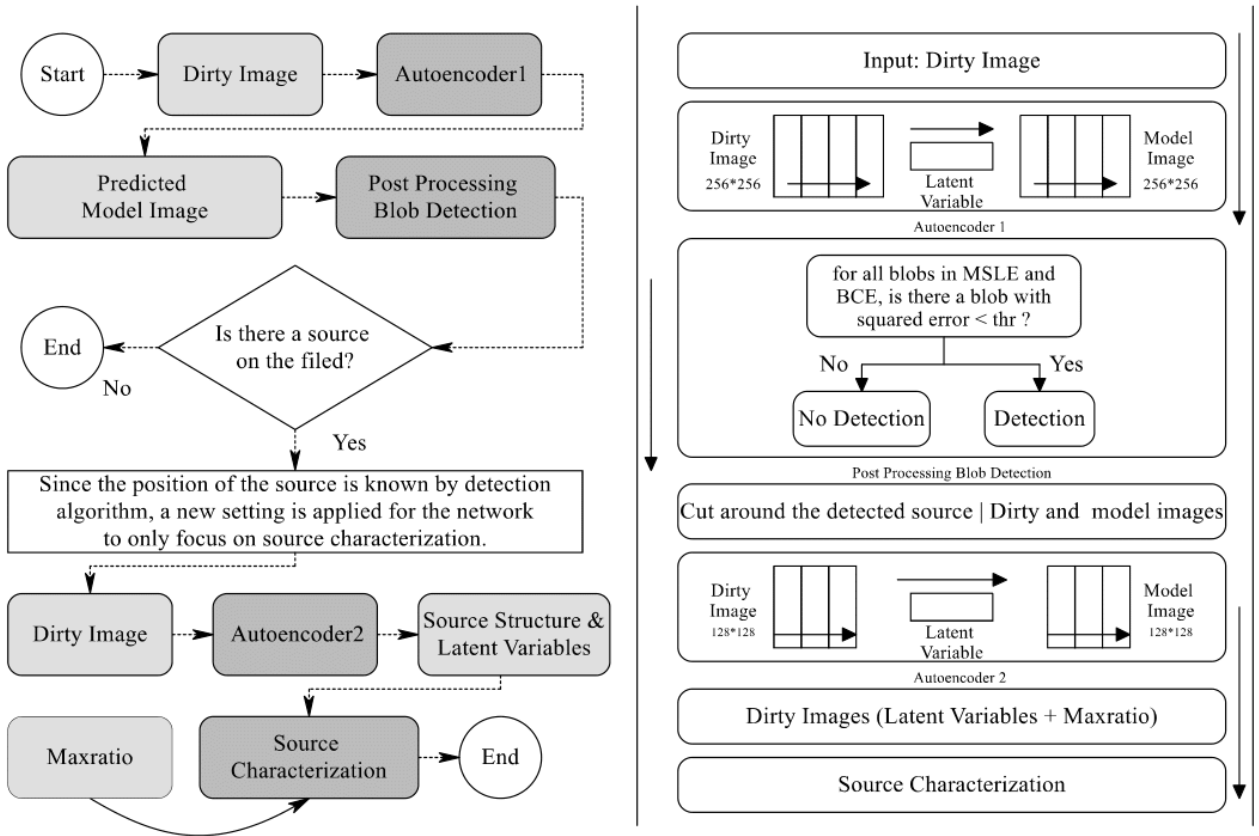 Start
Dirty Image
Autoencoder1
Predicted
Model Image
Post Processing
Blob Detection
Is there a source
on the filed?
End
No
Yes
Since the position of the source is known by detection
algorithm, a new setting is applied for the network
to only focus on source characterization.
Dirty Image
Autoencoder2
Source Structure &
Latent Variables
Maxratio
Source
Characterization
End
Input: Dirty Image
Dirty
Image
256*256
Latent
Variable
Model
Image
256*256
Autoencoder 1
for all blobs in MSLE and
BCE, is there a blob with
squared error < thr ?
No
Yes
No Detection
Detection
Post Processing Blob Detection
Cut around the detected source | Dirty and model images
Dirty
Image
128*128
Latent
Variable
Model
Image
128*128
Autoencoder 2
Dirty Images (Latent Variables + Maxratio)
Source Characterization